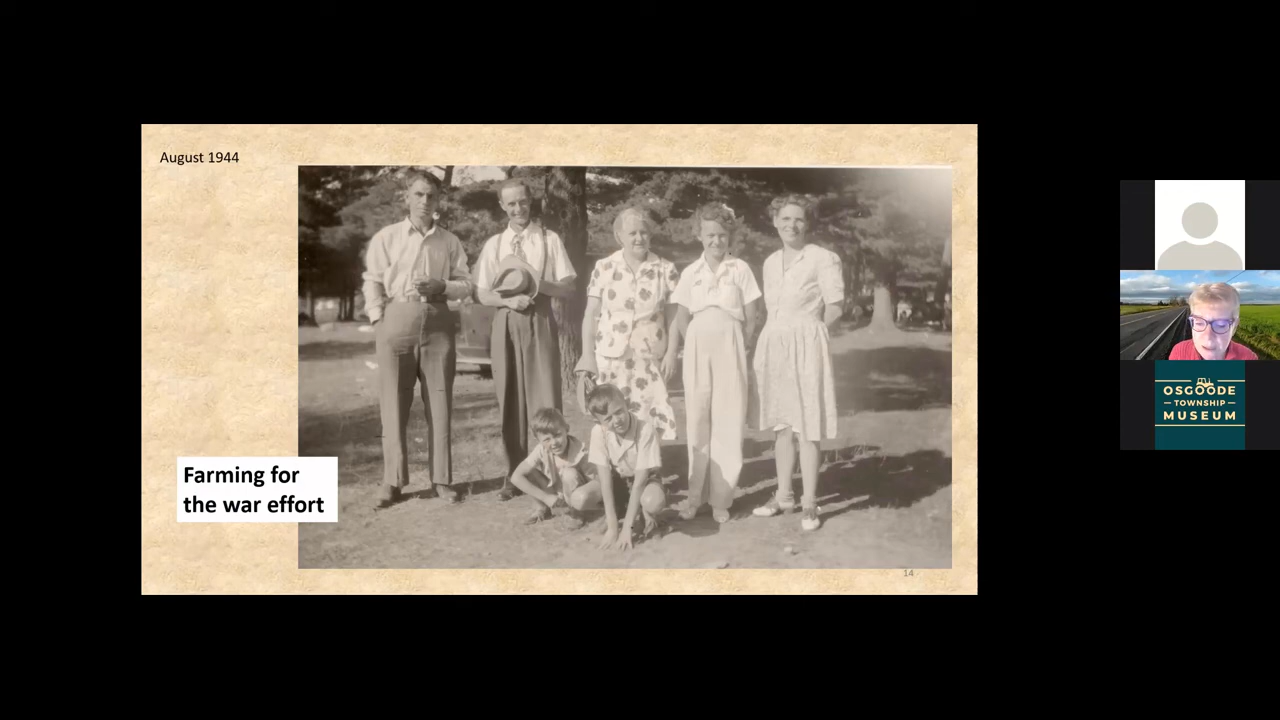 August 1944
Farming for
the war effort
14
OSGOODE
TOWNSHIP
MUSEUM